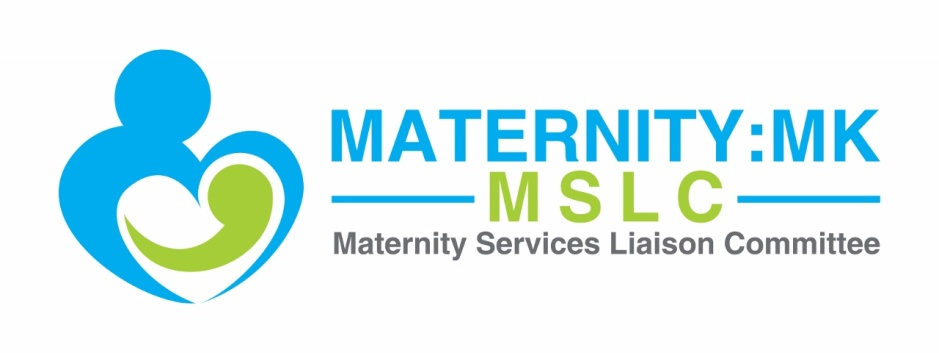 MATERNITY:MK
MSLC
Maternity Services Liaison Committee